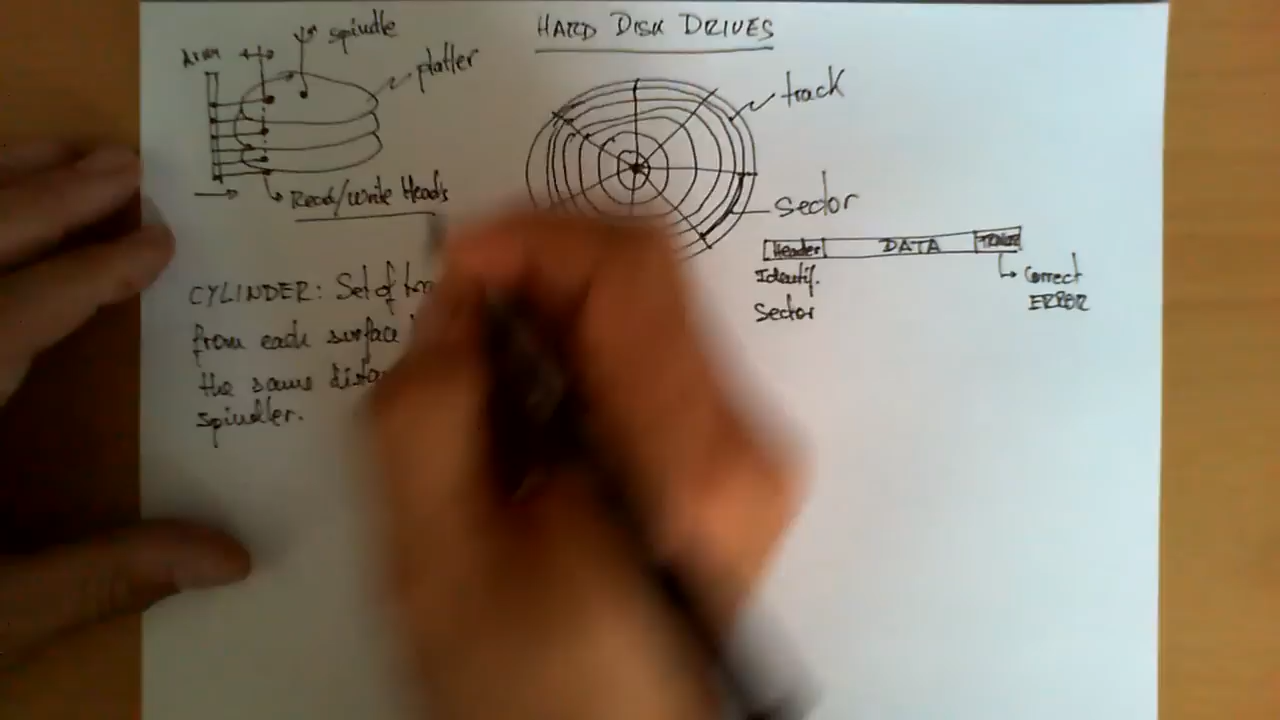 HARD DISK DRIVES
Arm
spindle
platter
Read/Write Heads
track
sector
Header DATA
Identif.
Sector
Correct
ERROR
CYLINDER: Set of
from each surface
the same
spindler.